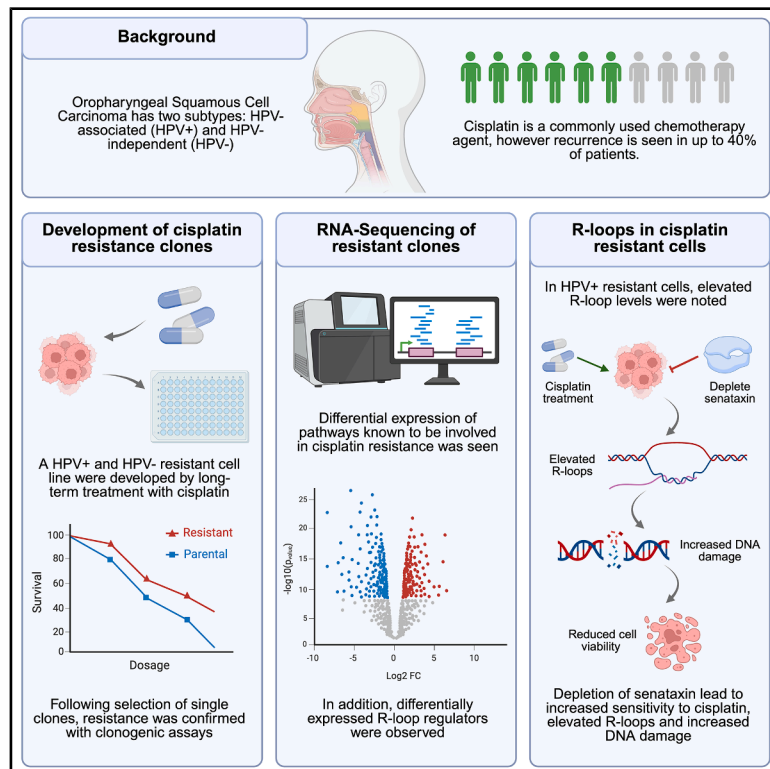 Background
Oropharyngeal Squamous Cell
Carcinoma has two subtypes: HPV-
associated (HPV+) and HPV-
independent (HPV-)
Cisplatin is a commonly used chemotherapy
agent, however recurrence is seen in up to 40%
of patients.
Development of cisplatin
resistance clones
A HPV+ and HPV- resistant cell
line were developed by long-
term treatment with cisplatin
Resistant
Parental
100
80
60
40
20
0
Survival
Dosage
Following selection of single
clones, resistance was confirmed
with clonogenic assays
RNA-Sequencing of
resistant clones
Differential expression of
pathways known to be involved
in cisplatin resistance was seen
25
20
15
10
5
0
-log10(pvalue)
-10 -5 0 5 10
Log2 FC
In addition, differentially
expressed R-loop regulators
were observed
R-loops in cisplatin
resistant cells
In HPV+ resistant cells, elevated
R-loop levels were noted
Cisplatin
treatment
Deplete
senataxin
Elevated
R-loops
Increased DNA
damage
Reduced cell
viability
Depletion of senataxin lead to
increased sensitivity to cisplatin,
elevated R-loops and increased
DNA damage